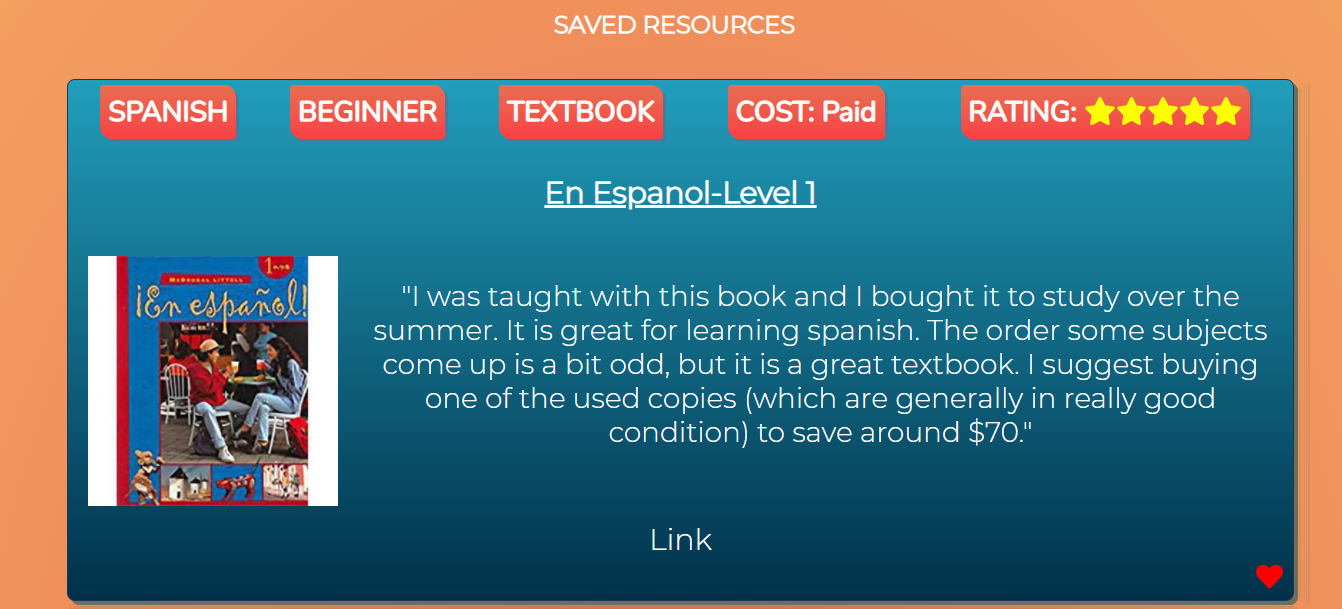 SAVED RESOURCES
SPANISH BEGINNER TEXTBOOK COST: Paid RATING:
En Espanol-Level 1
McDOUGAL LITTELL
¡En español!
"I was taught with this book and I bought it to study over the
summer. It is great for learning spanish. The order some subjects
come up is a bit odd, but it is a great textbook. I suggest buying
one of the used copies (which are generally in really good
condition) to save around $70."
Link